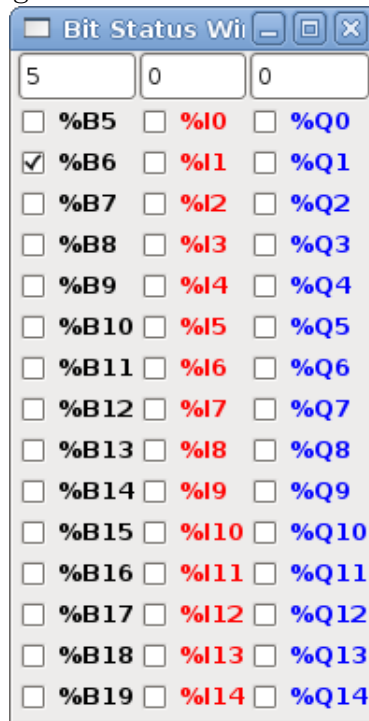 Bit Status Wi
5 0 0
%B5 %I0 %Q0
%B6 %I1 %Q1
%B7 %I2 %Q2
%B8 %I3 %Q3
%B9 %I4 %Q4
%B10 %I5 %Q5
%B11 %I6 %Q6
%B12 %I7 %Q7
%B13 %I8 %Q8
%B14 %I9 %Q9
%B15 %I10 %Q10
%B16 %I11 %Q11
%B17 %I12 %Q12
%B18 %I13 %Q13
%B19 %I14 %Q14